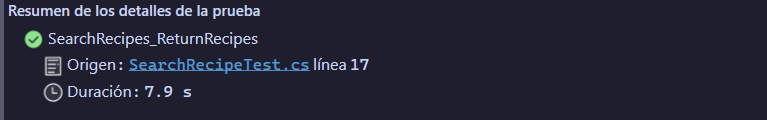 Resumen de los detalles de la prueba
SearchRecipes_ReturnRecipes
Origen: SearchRecipeTest.cs línea 17
Duración: 7.9 s